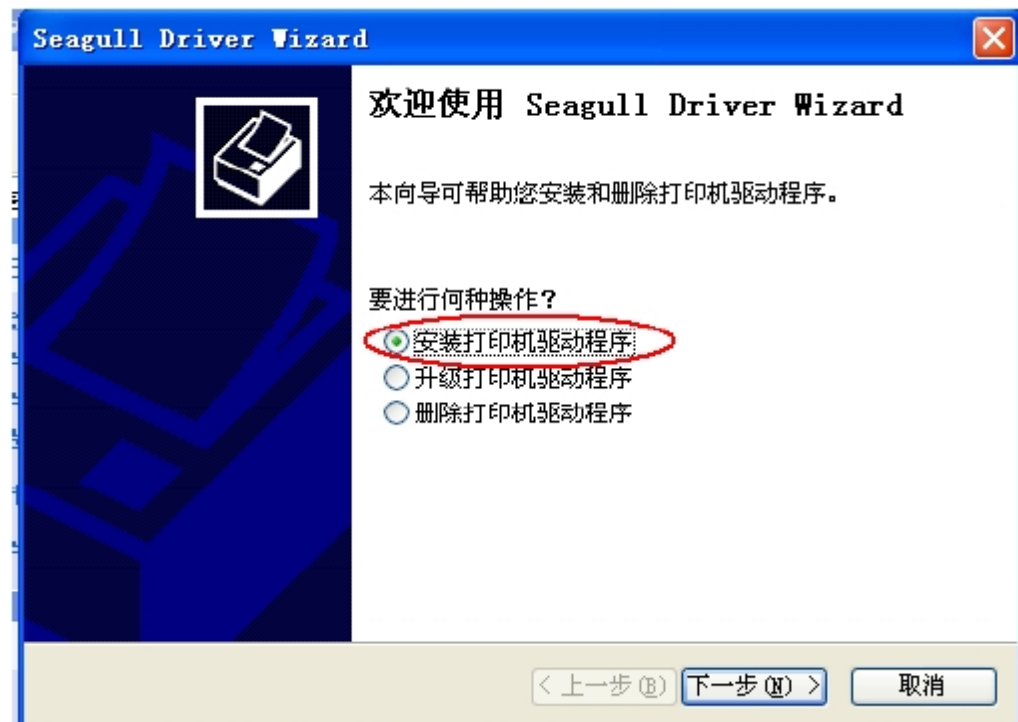 Seagull Driver Wizard
欢迎使用 Seagull Driver Wizard
本向导可帮助您安装和删除打印机驱动程序。
要进行何种操作?
安装打印机驱动程序
升级打印机驱动程序
删除打印机驱动程序
< 上一步(B) 下一步(N) > 取消